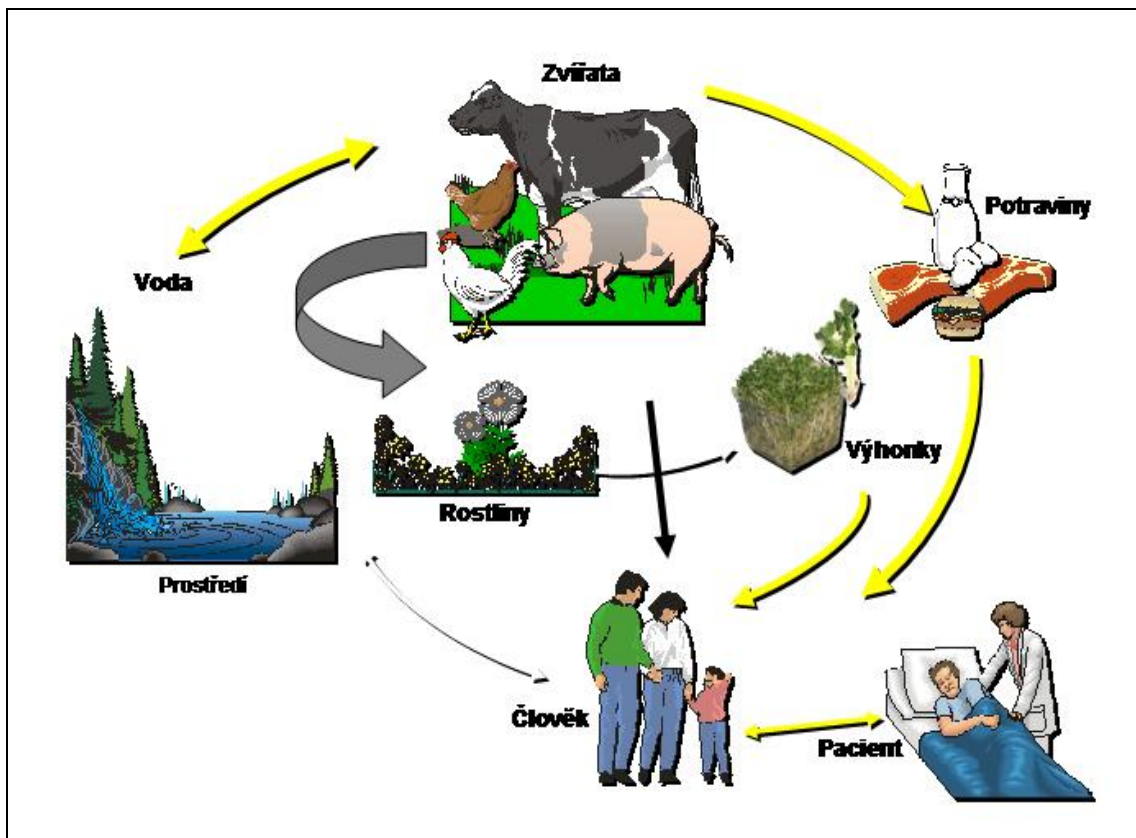 Zvířata
Potraviny
Voda
Výhonky
Rostliny
Prostředí
Člověk
Pacient